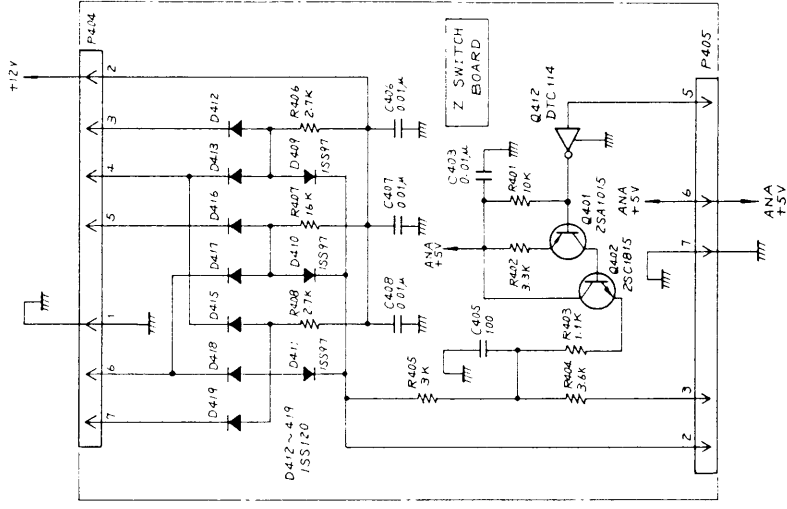 +12V
P404
2
3
4
5
1
6
7
D412
D413
D416
D417
D415
D418
D419
R406
2.7K
D409
1SS97
R407
16K
D410
1SS97
R408
27K
D411
1SS97
D412~419
1SS120
C406
0.01μ
C407
0.01μ
C408
0.01μ
Z SWITCH
BOARD
C403
0.01μ
R401
10K
ANA
+5V
R402
3.3K
Q412
DTC114
Q401
2SA1015
Q402
2SC1815
C405
100
R403
1.1K
R405
3K
R404
3.6K
ANA
+5V
P405
5
6
7
3
2
ANA
+5V